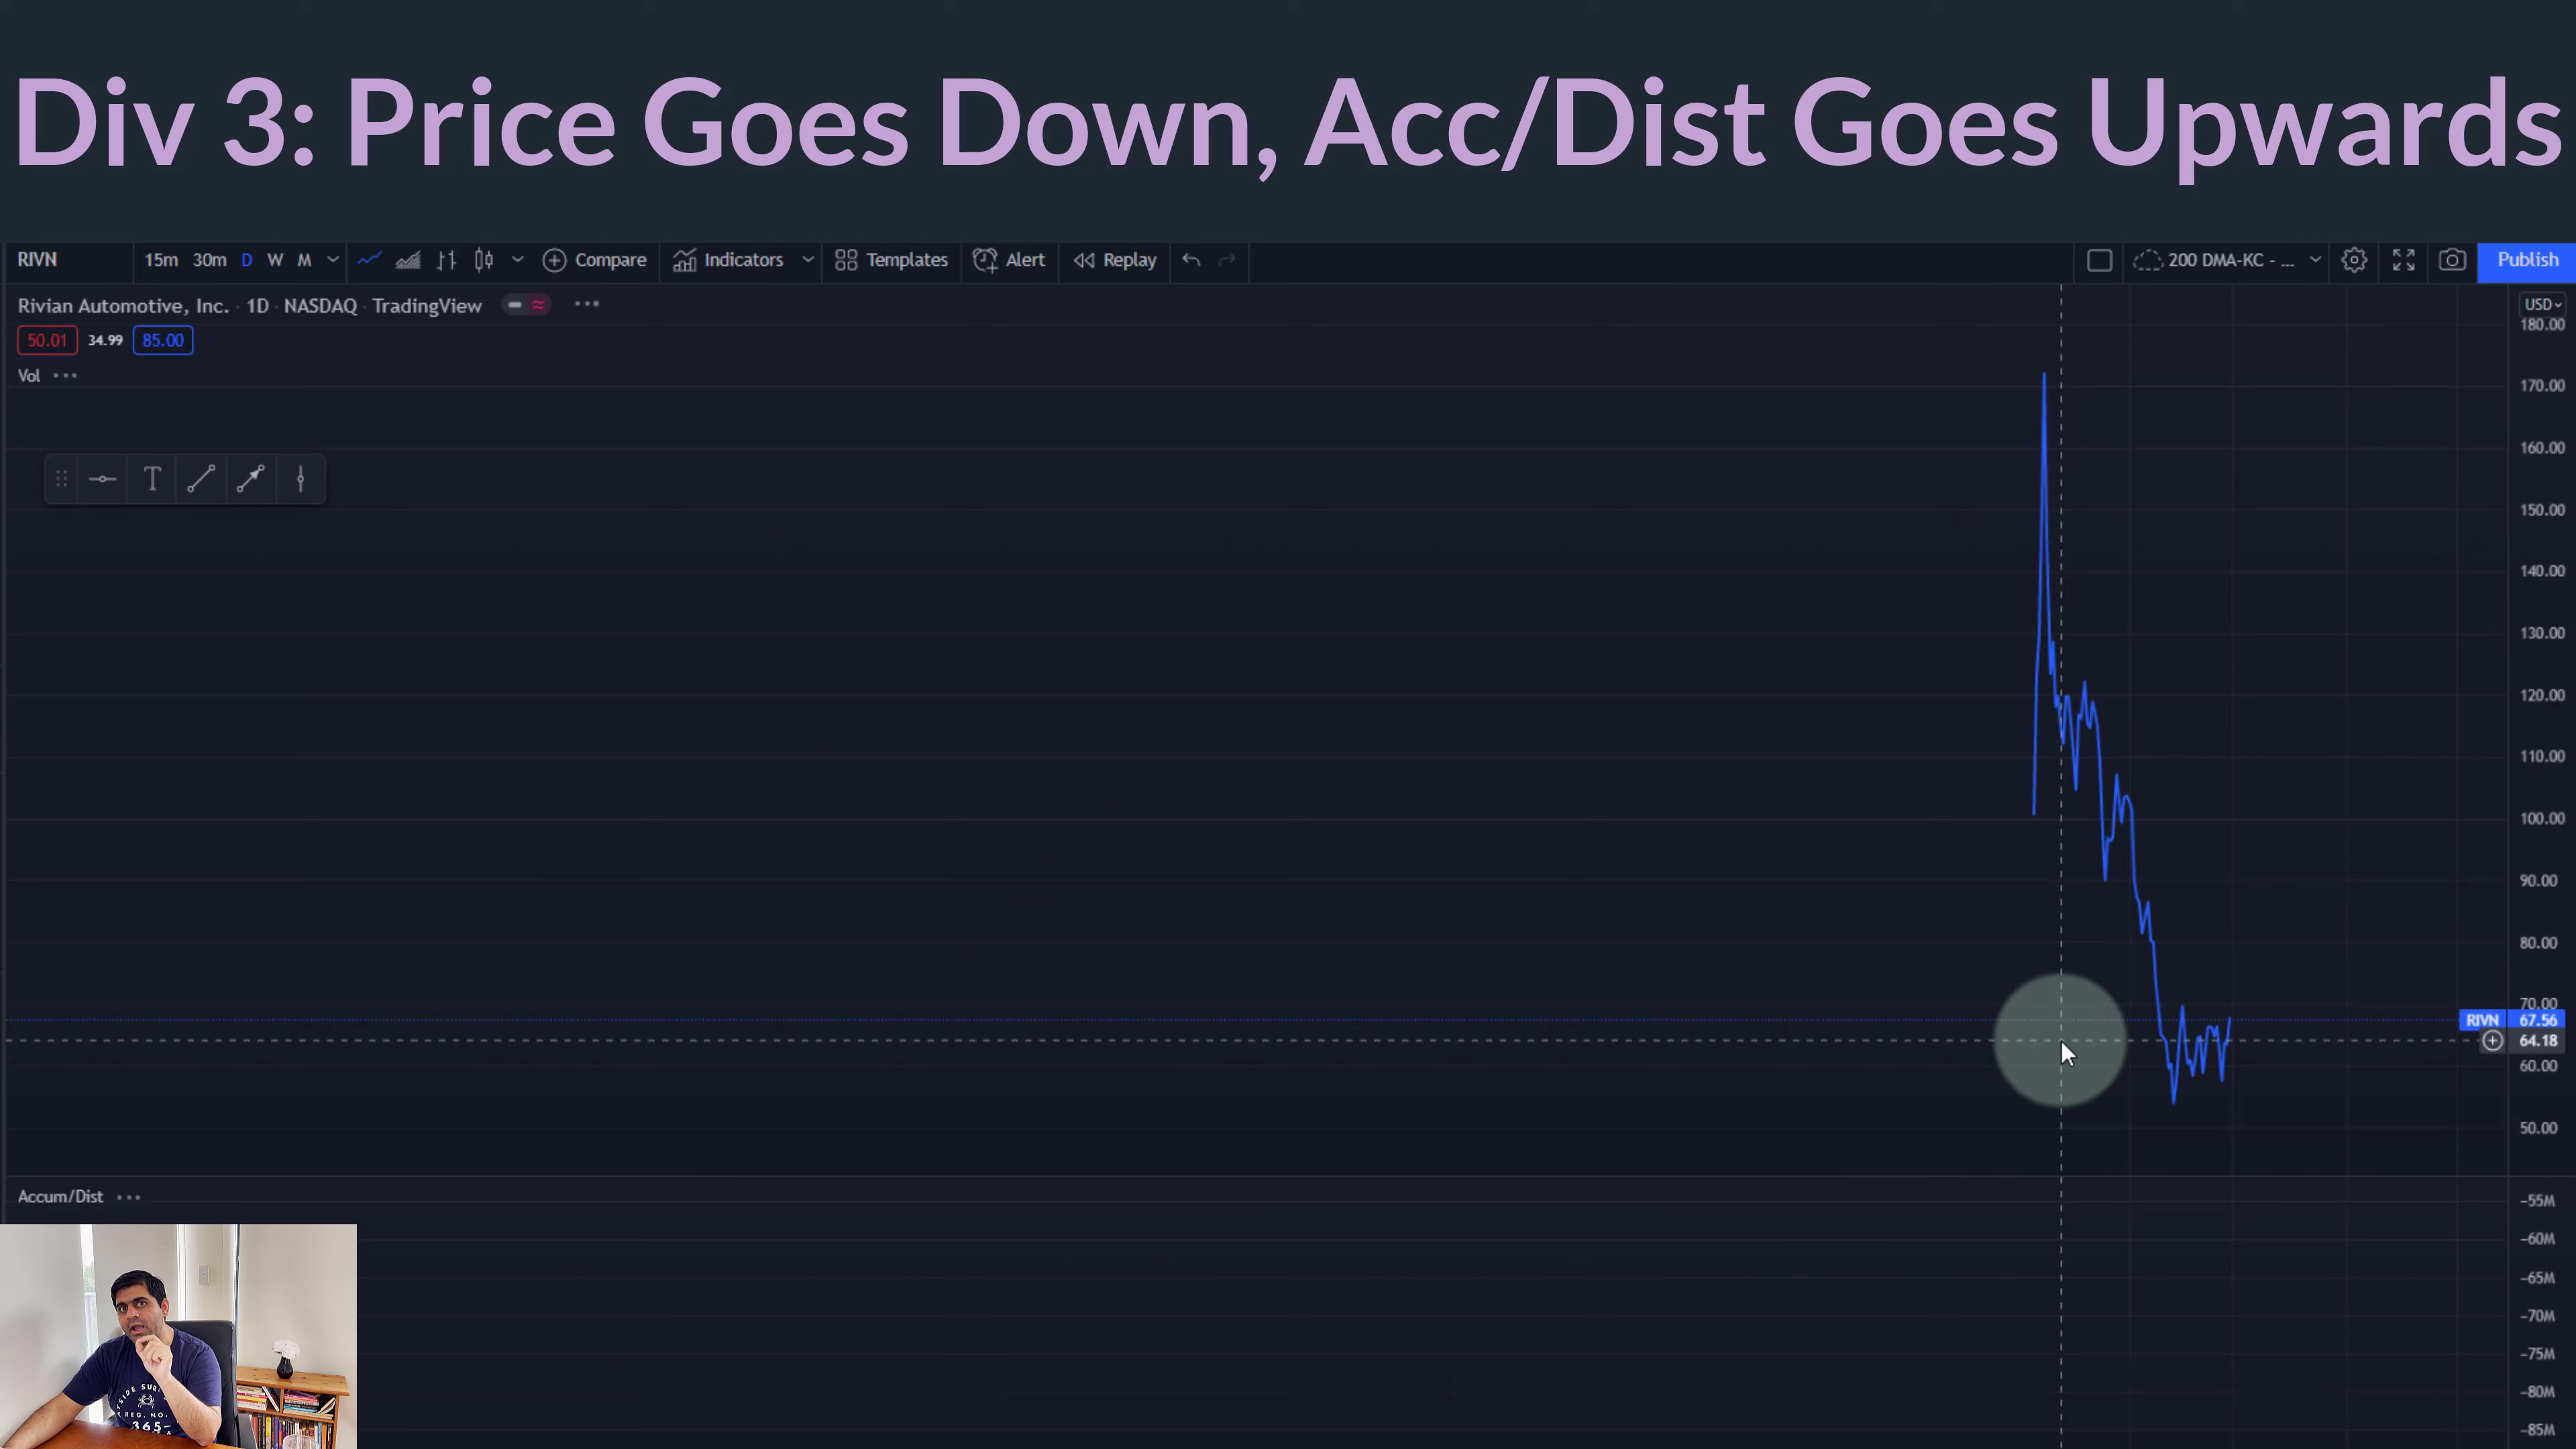 Div 3: Price Goes Down, Acc/Dist Goes Upwards
RIVN 15m 30m D W M Compare Indicators Templates Alert Replay 200 DMA-KC - ... Publish
Rivian Automotive, Inc. · 1D · NASDAQ · TradingView
USD
50.01 34.99 85.00
Vol
T
180.00
170.00
160.00
150.00
140.00
130.00
120.00
110.00
100.00
90.00
80.00
70.00
RIVN 67.56
64.18
60.00
50.00
Accum/Dist
-55M
-60M
-65M
-70M
-75M
-80M
-85M
REG. NO.
365-